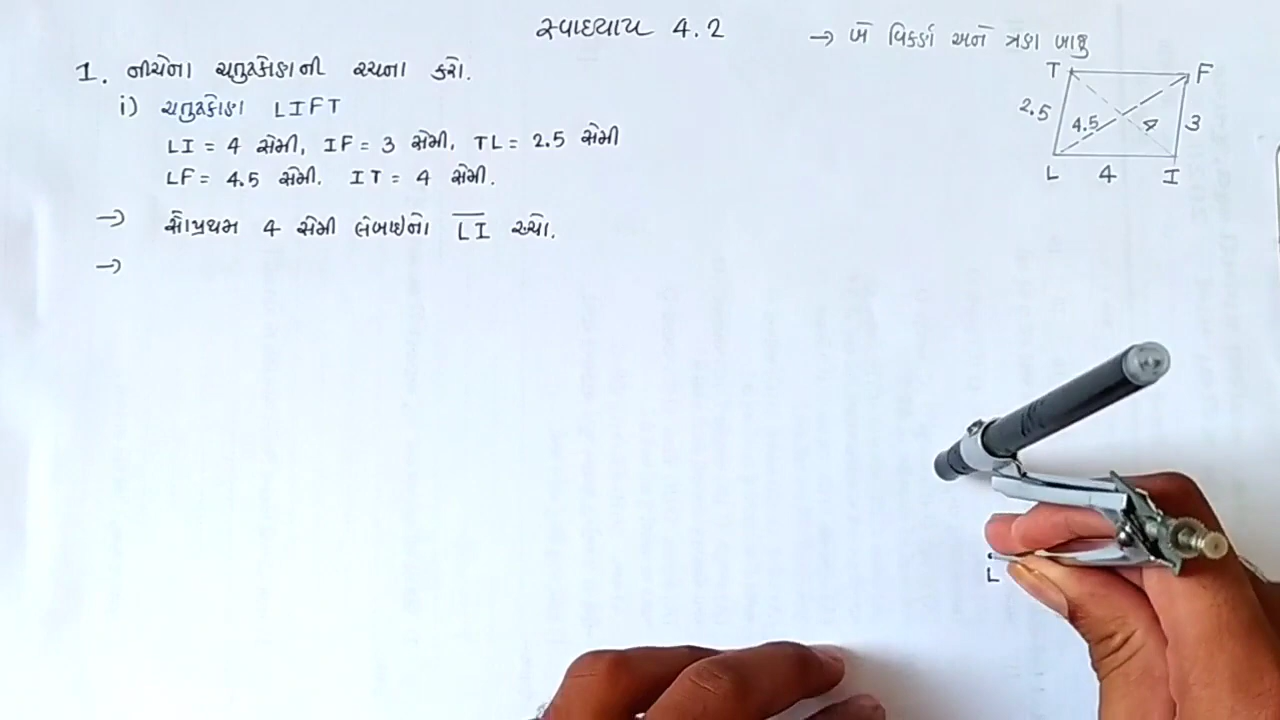 સ્વાધ્યાય 4.2
→ બે વિકર્ણો અને ત્રણ બાજુ
1. નીચેના ચતુષ્કોણની રચના કરો.
i) ચતુષ્કોણ LIFT
LI = 4 સેમી, IF = 3 સેમી, TL = 2.5 સેમી
LF = 4.5 સેમી. IT = 4 સેમી.
→ સૌપ્રથમ 4 સેમી લંબાઈનો LI રચો.
→
T F
2.5 4.5 4 3
L 4 I
L